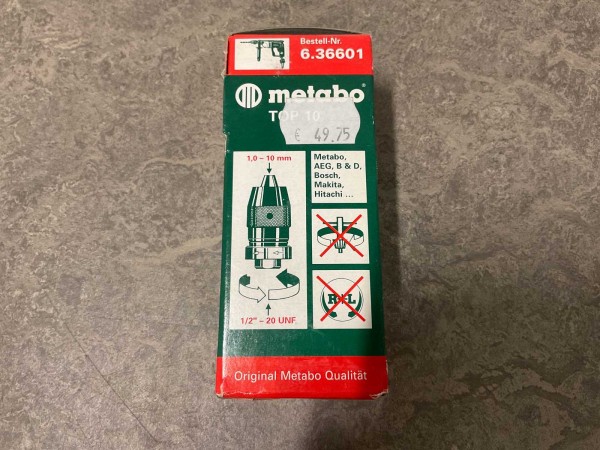 Bestell-Nr.
6.36601
metabo
TOP 10
€ 49.75
1,0 – 10 mm
Metabo,
AEG, B & D,
Bosch,
Makita,
Hitachi ...
R+L
1/2" – 20 UNF
Original Metabo Qualität